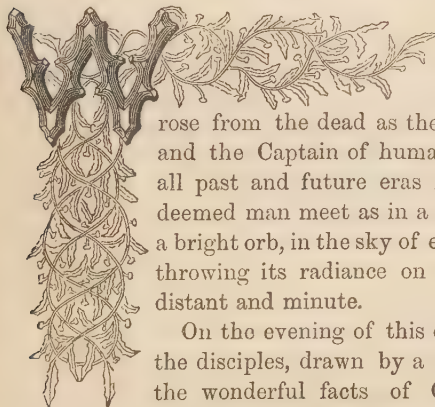 W
rose from the dead as the
and the Captain of huma
all past and future eras
deemed man meet as in a
a bright orb, in the sky of e
throwing its radiance on
distant and minute.
On the evening of this
the disciples, drawn by a
the wonderful facts of